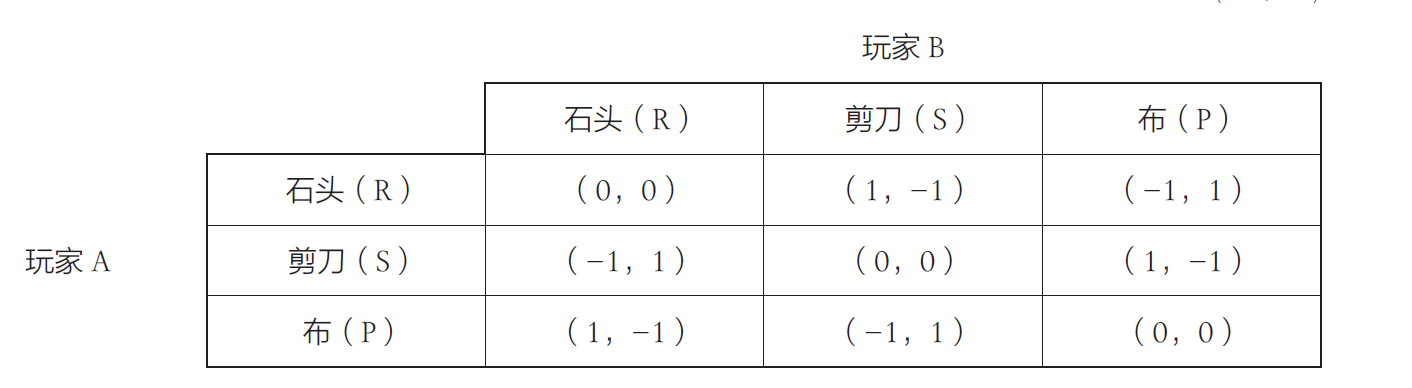 玩家 B
石头（R） 剪刀（S） 布（P）
石头（R） （0，0） （1，−1） （−1，1）
玩家 A 剪刀（S） （−1，1） （0，0） （1，−1）
布（P） （1，−1） （−1，1） （0，0）